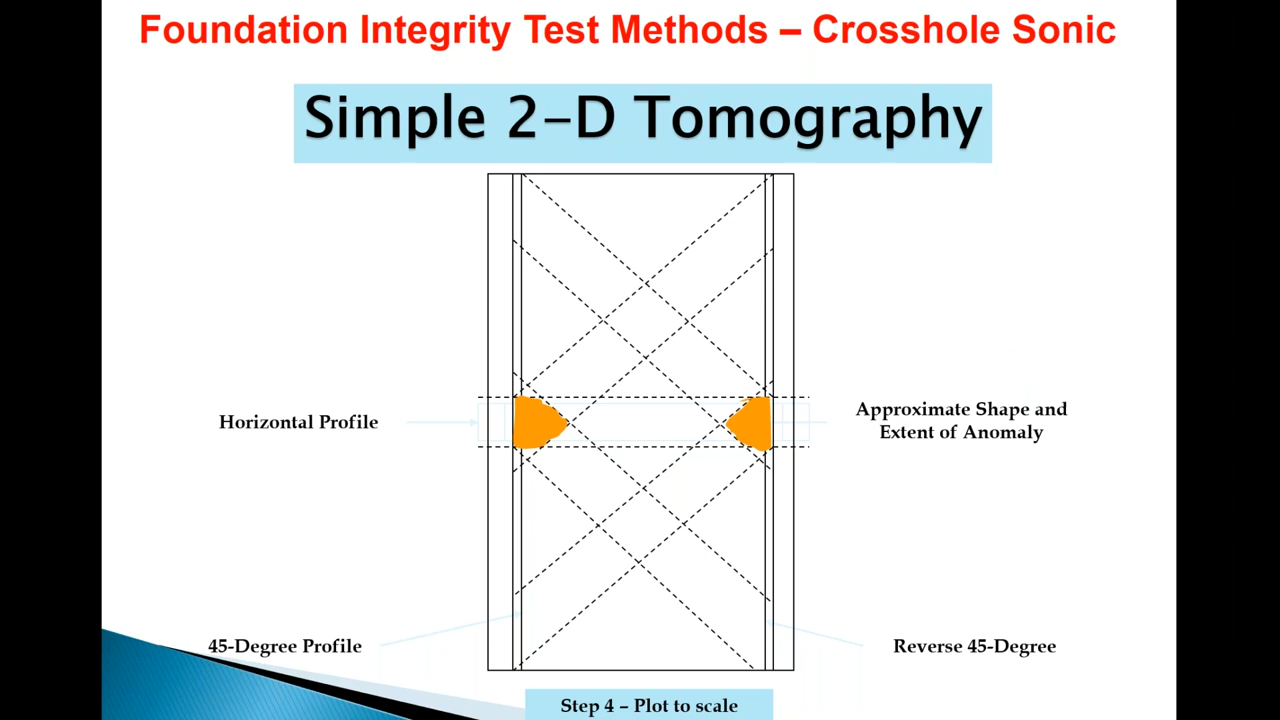 Foundation Integrity Test Methods – Crosshole Sonic
Simple 2-D Tomography
Horizontal Profile
Approximate Shape and
Extent of Anomaly
45-Degree Profile
Reverse 45-Degree
Step 4 – Plot to scale